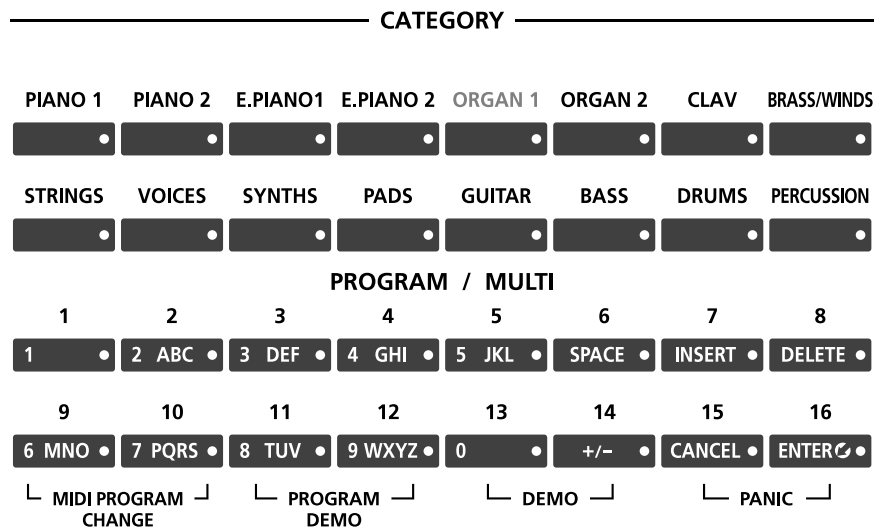 CATEGORY
PIANO 1 PIANO 2 E.PIANO1 E.PIANO 2 ORGAN 1 ORGAN 2 CLAV BRASS/WINDS
STRINGS VOICES SYNTHS PADS GUITAR BASS DRUMS PERCUSSION
PROGRAM / MULTI
1 2 3 4 5 6 7 8
1 2 ABC 3 DEF 4 GHI 5 JKL SPACE INSERT DELETE
9 10 11 12 13 14 15 16
6 MNO 7 PQRS 8 TUV 9 WXYZ 0 +/− CANCEL ENTER
MIDI PROGRAM PROGRAM DEMO PANIC
CHANGE DEMO